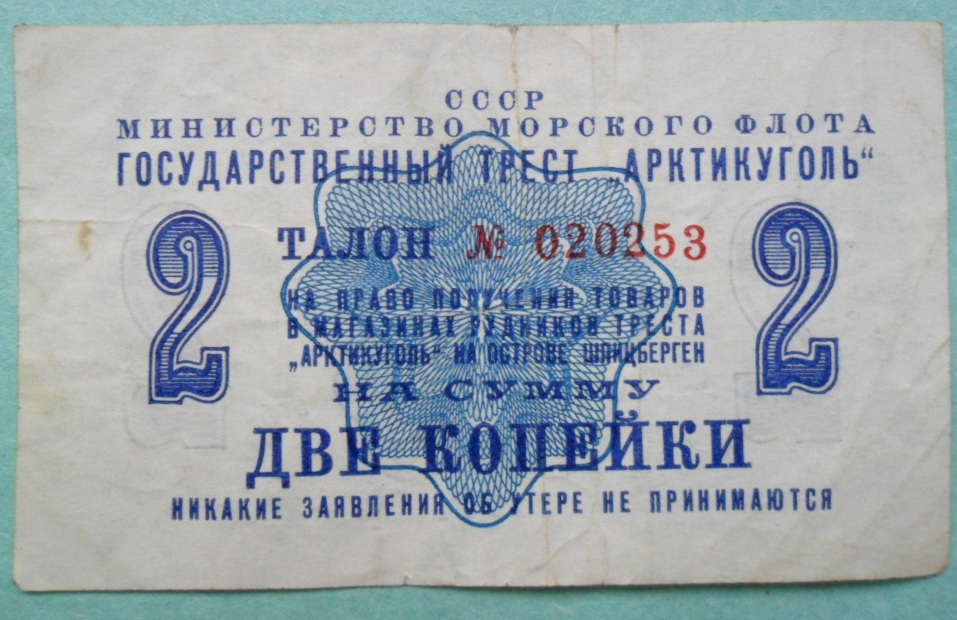 СССР
МИНИСТЕРСТВО МОРСКОГО ФЛОТА
ГОСУДАРСТВЕННЫЙ ТРЕСТ „АРКТИКУГОЛЬ“
2 ТАЛОН № 020253 2
НА ПРАВО ПОЛУЧЕНИЯ ТОВАРОВ
В МАГАЗИНАХ РУДНИКОВ ТРЕСТА
„АРКТИКУГОЛЬ“ НА ОСТРОВЕ ШПИЦБЕРГЕН
НА СУММУ
ДВЕ КОПЕЙКИ
НИКАКИЕ ЗАЯВЛЕНИЯ ОБ УТЕРЕ НЕ ПРИНИМАЮТСЯ